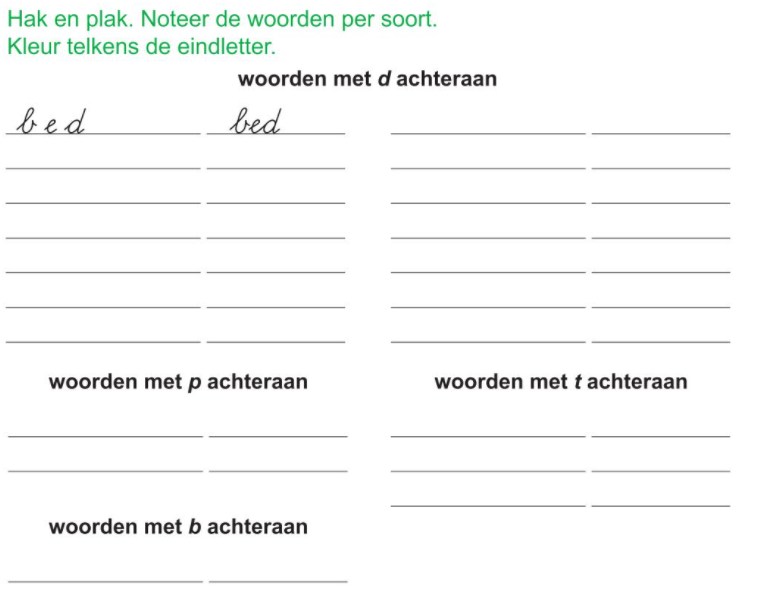 Hak en plak. Noteer de woorden per soort.
Kleur telkens de eindletter.
woorden met d achteraan
b e d bed
woorden met p achteraan
woorden met t achteraan
woorden met b achteraan